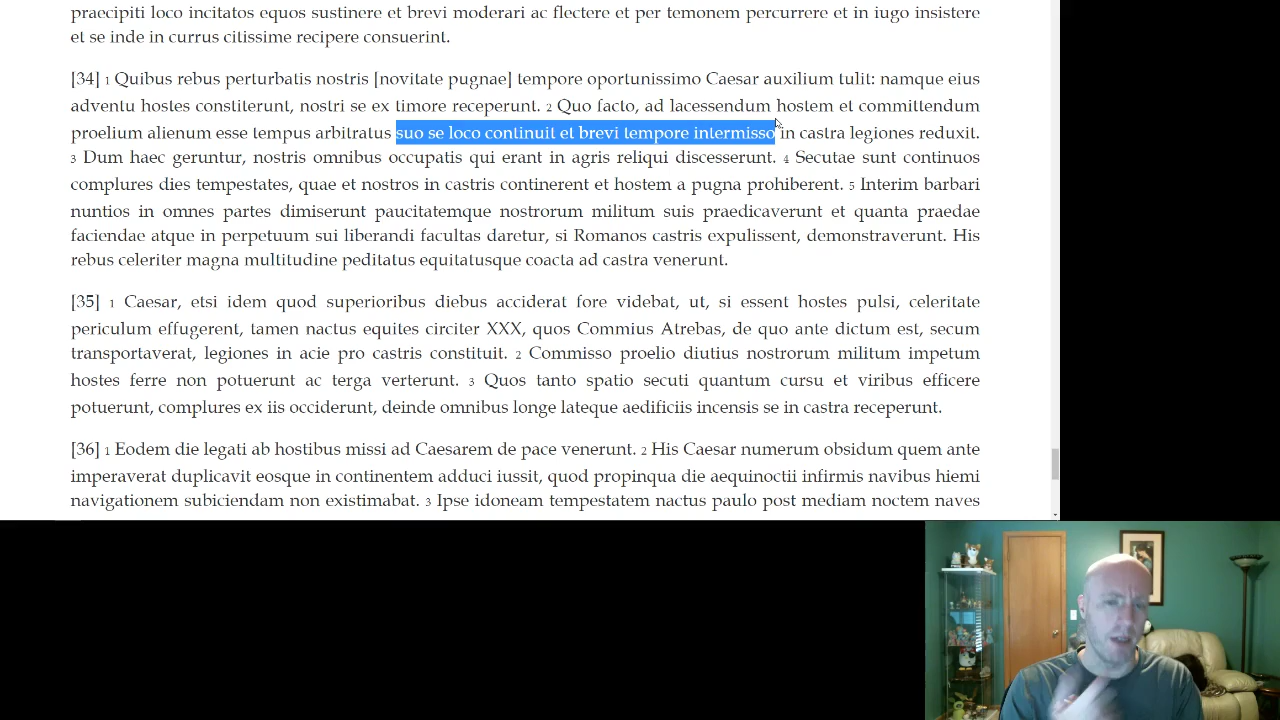 praecipiti loco incitatos equos sustinere et brevi moderari ac flectere et per temonem percurrere et in iugo insistere
et se inde in currus citissime recipere consuerint.
[34] 1 Quibus rebus perturbatis nostris [novitate pugnae] tempore oportunissimo Caesar auxilium tulit: namque eius
adventu hostes constiterunt, nostri se ex timore receperunt. 2 Quo facto, ad lacessendum hostem et committendum
proelium alienum esse tempus arbitratus suo se loco continuit et brevi tempore intermisso in castra legiones reduxit.
3 Dum haec geruntur, nostris omnibus occupatis qui erant in agris reliqui discesserunt. 4 Secutae sunt continuos
complures dies tempestates, quae et nostros in castris continerent et hostem a pugna prohiberent. 5 Interim barbari
nuntios in omnes partes dimiserunt paucitatemque nostrorum militum suis praedicaverunt et quanta praedae
faciendae atque in perpetuum sui liberandi facultas daretur, si Romanos castris expulissent, demonstraverunt. His
rebus celeriter magna multitudine peditatus equitatusque coacta ad castra venerunt.
[35] 1 Caesar, etsi idem quod superioribus diebus acciderat fore videbat, ut, si essent hostes pulsi, celeritate
periculum effugerent, tamen nactus equites circiter XXX, quos Commius Atrebas, de quo ante dictum est, secum
transportaverat, legiones in acie pro castris constituit. 2 Commisso proelio diutius nostrorum militum impetum
hostes ferre non potuerunt ac terga verterunt. 3 Quos tanto spatio secuti quantum cursu et viribus efficere
potuerunt, complures ex iis occiderunt, deinde omnibus longe lateque aedificiis incensis se in castra receperunt.
[36] 1 Eodem die legati ab hostibus missi ad Caesarem de pace venerunt. 2 His Caesar numerum obsidum quem ante
imperaverat duplicavit eosque in continentem adduci iussit, quod propinqua die aequinoctii infirmis navibus hiemi
navigationem subiciendam non existimabat. 3 Ipse idoneam tempestatem nactus paulo post mediam noctem naves